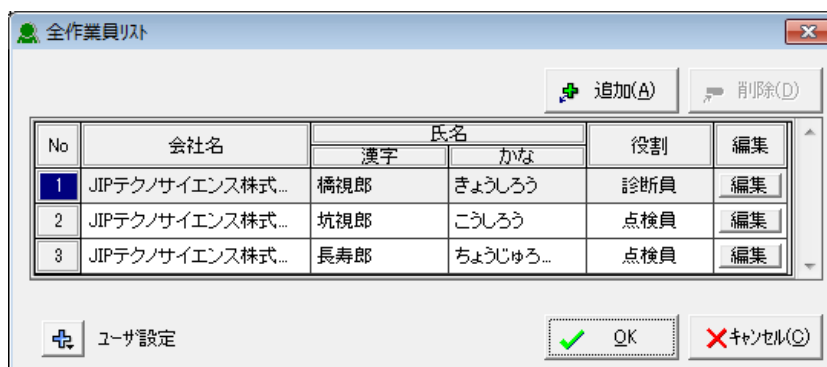 全作業員リスト
追加(A) 削除(D)
No 会社名 氏名 役割 編集
漢字 かな
1 JIPテクノサイエンス株式... 橋視郎 きょうしろう 診断員 編集
2 JIPテクノサイエンス株式... 坑視郎 こうしろう 点検員 編集
3 JIPテクノサイエンス株式... 長寿郎 ちょうじゅろ... 点検員 編集
ユーザ設定 OK キャンセル(C)